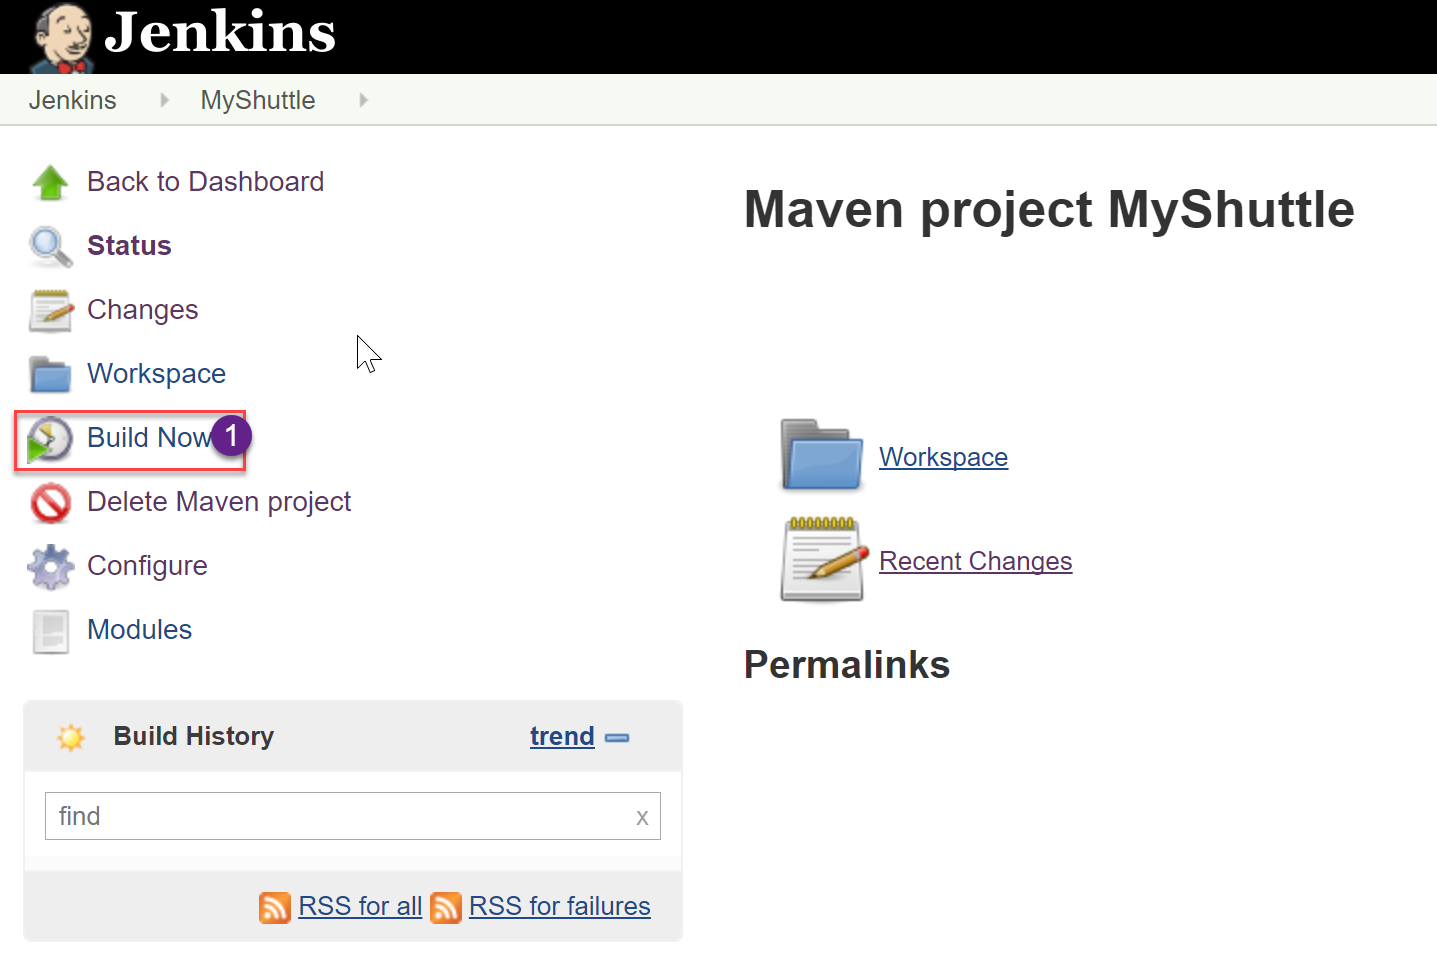 Jenkins
Jenkins MyShuttle
Back to Dashboard
Status
Changes
Workspace
Build Now 1
Delete Maven project
Configure
Modules
Build History trend
find x
RSS for all RSS for failures
Maven project MyShuttle
Workspace
Recent Changes
Permalinks